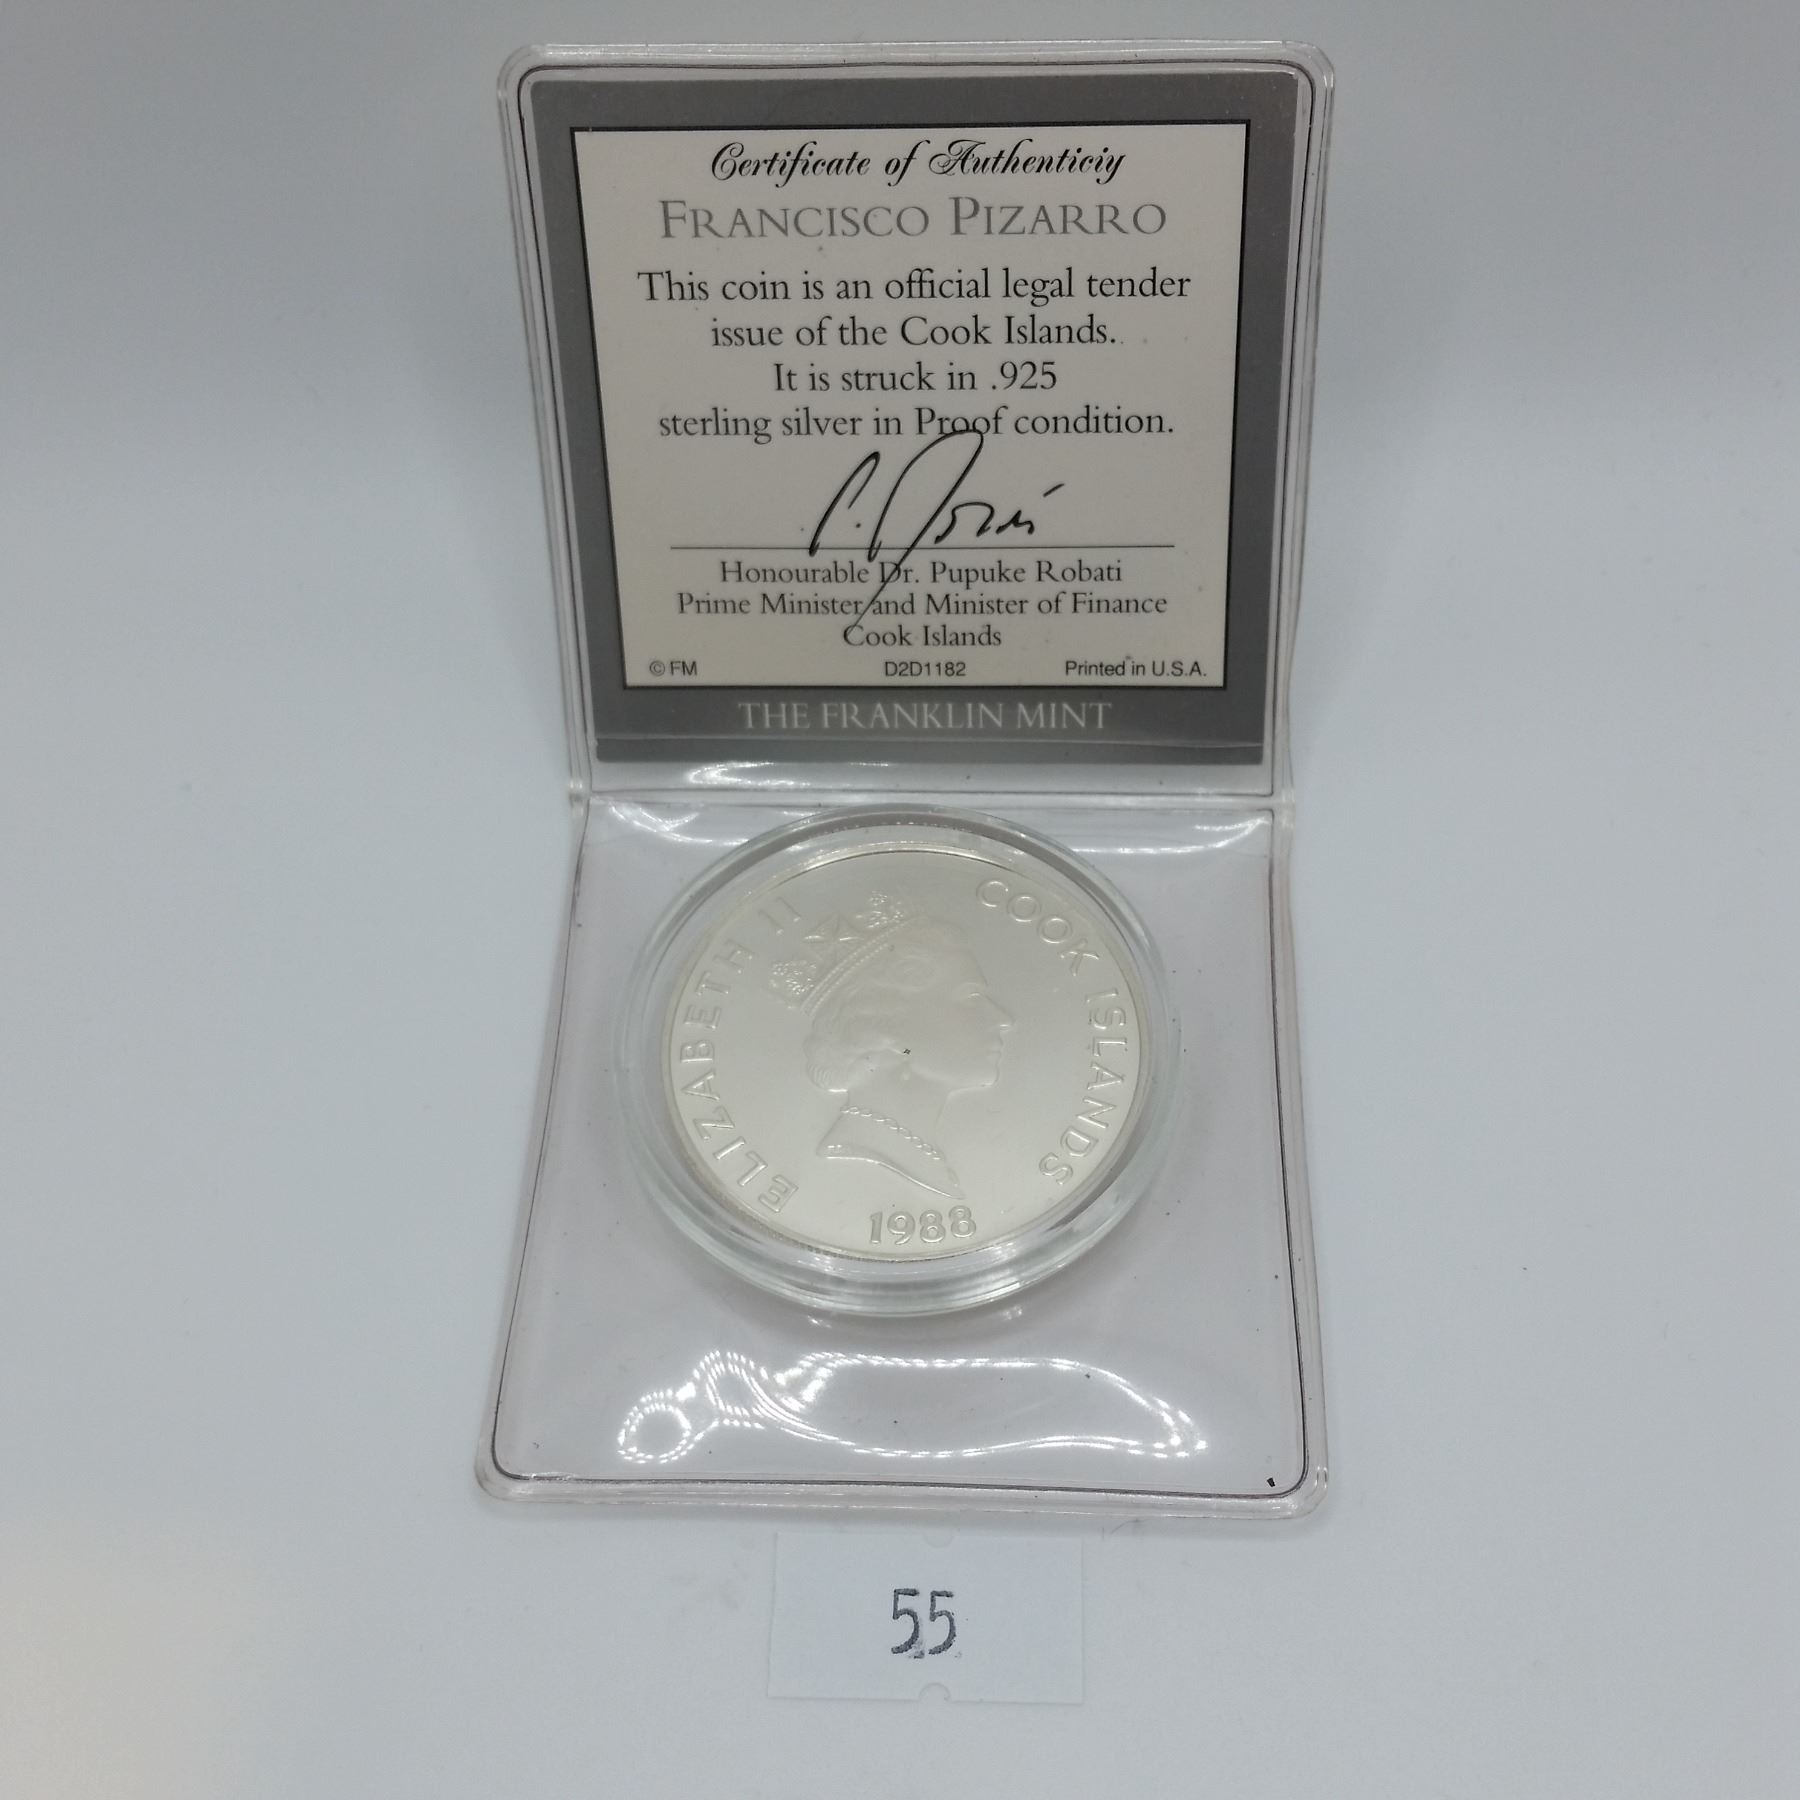 Certificate of Authenticiy
FRANCISCO PIZARRO
This coin is an official legal tender
issue of the Cook Islands.
It is struck in .925
sterling silver in Proof condition.
Honourable Dr. Pupuke Robati
Prime Minister and Minister of Finance
Cook Islands
© FM D2D1182 Printed in U.S.A.
THE FRANKLIN MINT
ELIZABETH II
COOK ISLANDS
1988
55